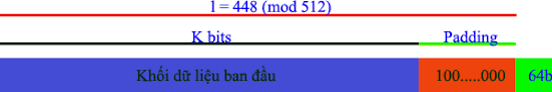 l = 448 (mod 512)
K bits Padding
Khối dữ liệu ban đầu 100.....000 64b